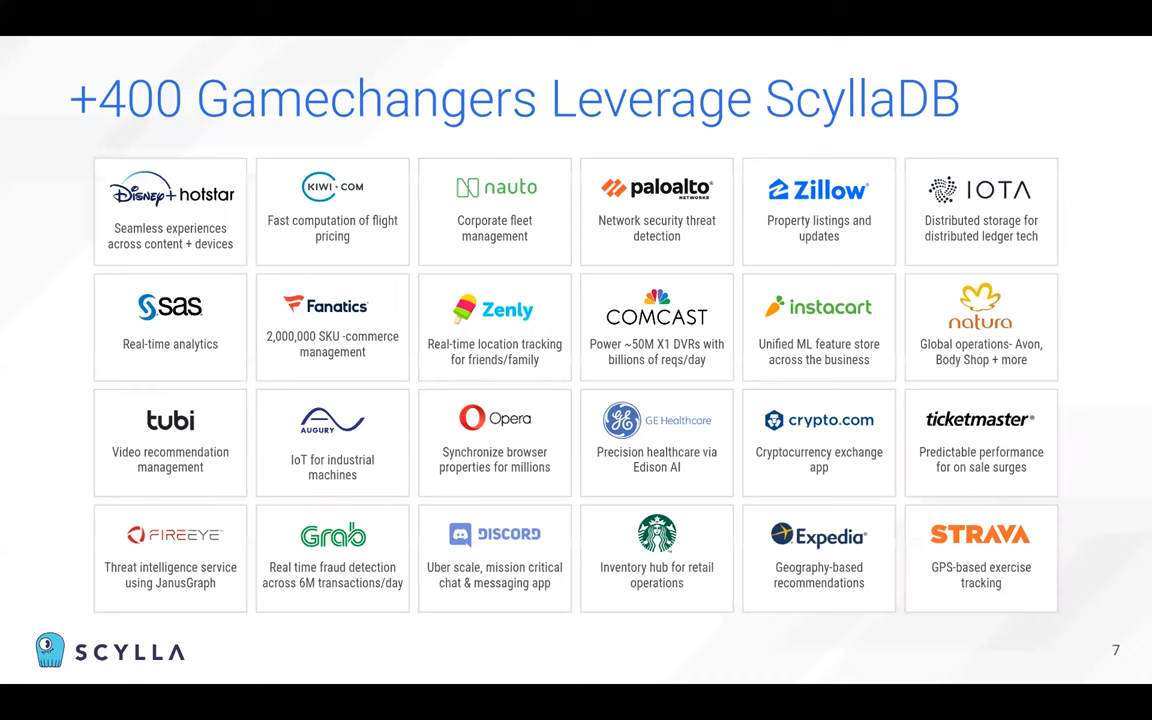 +400 Gamechangers Leverage ScyllaDB
Disney+ hotstar
Seamless experiences
across content + devices
KIWI.COM
Fast computation of flight
pricing
nauto
Corporate fleet
management
paloalto
NETWORKS
Network security threat
detection
Zillow
Property listings and
updates
IOTA
Distributed storage for
distributed ledger tech
sas
Real-time analytics
Fanatics
2,000,000 SKU -commerce
management
Zenly
Real-time location tracking
for friends/family
COMCAST
Power ~50M X1 DVRs with
billions of reqs/day
instacart
Unified ML feature store
across the business
natura
Global operations- Avon,
Body Shop + more
tubi
Video recommendation
management
AUGURY
IoT for industrial
machines
Opera
Synchronize browser
properties for millions
GE Healthcare
Precision healthcare via
Edison AI
crypto.com
Cryptocurrency exchange
app
ticketmaster®
Predictable performance
for on sale surges
FIREEYE
Threat intelligence service
using JanusGraph
Grab
Real time fraud detection
across 6M transactions/day
DISCORD
Uber scale, mission critical
chat & messaging app
Inventory hub for retail
operations
Expedia
Geography-based
recommendations
STRAVA
GPS-based exercise
tracking
SCYLLA
7